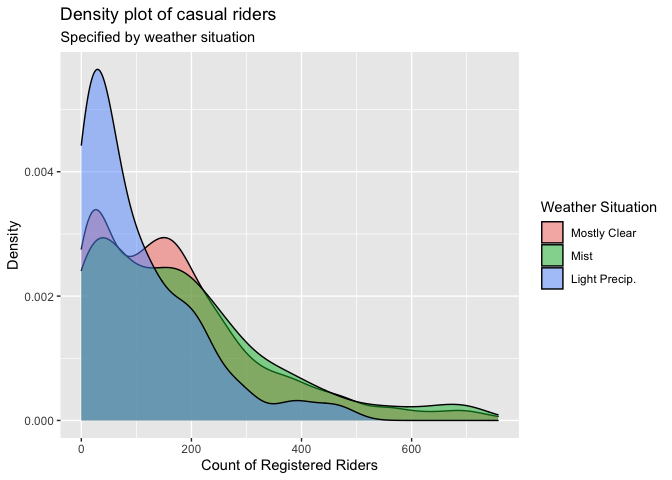 Density plot of casual riders
Specified by weather situation
Density
0.004
0.002
0.000
0
200
400
600
Count of Registered Riders
Weather Situation
Mostly Clear
Mist
Light Precip.